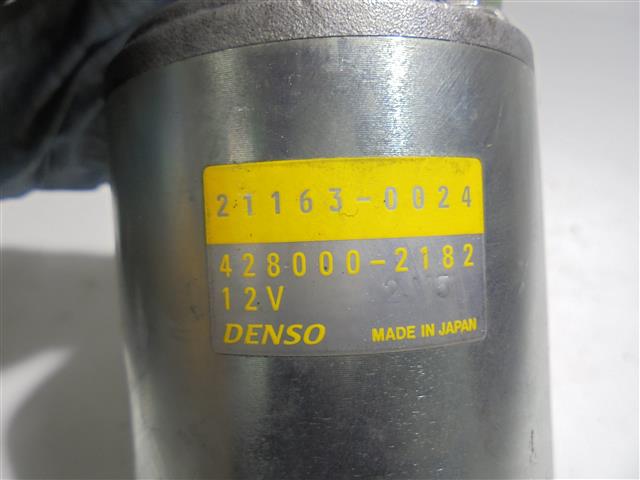 21163-0024
428000-2182
12V
DENSO MADE IN JAPAN